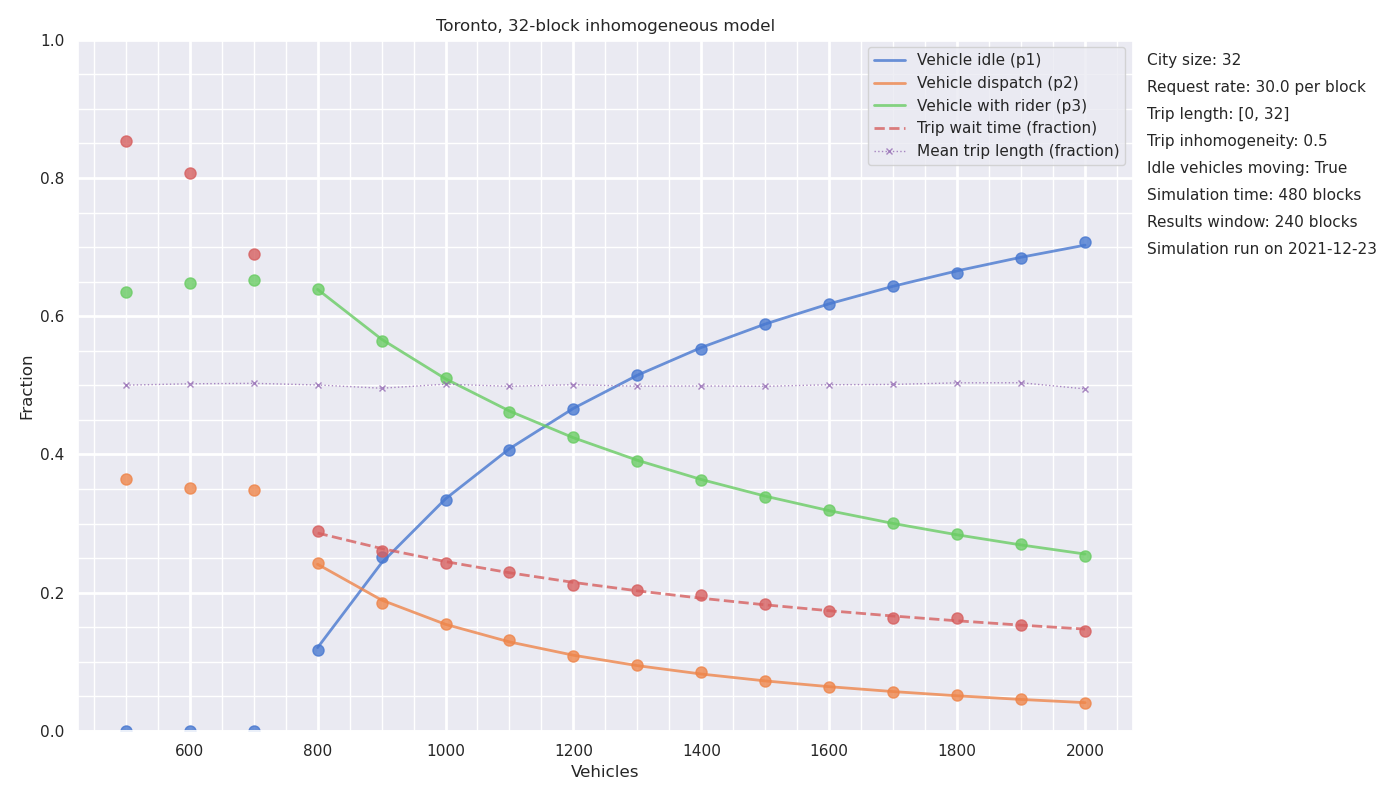 Toronto, 32-block inhomogeneous model
1.0
0.8
0.6
0.4
0.2
0.0
Fraction
600
800
1000
1200
1400
1600
1800
2000
Vehicles
Vehicle idle (p1)
Vehicle dispatch (p2)
Vehicle with rider (p3)
Trip wait time (fraction)
Mean trip length (fraction)
City size: 32
Request rate: 30.0 per block
Trip length: [0, 32]
Trip inhomogeneity: 0.5
Idle vehicles moving: True
Simulation time: 480 blocks
Results window: 240 blocks
Simulation run on 2021-12-23